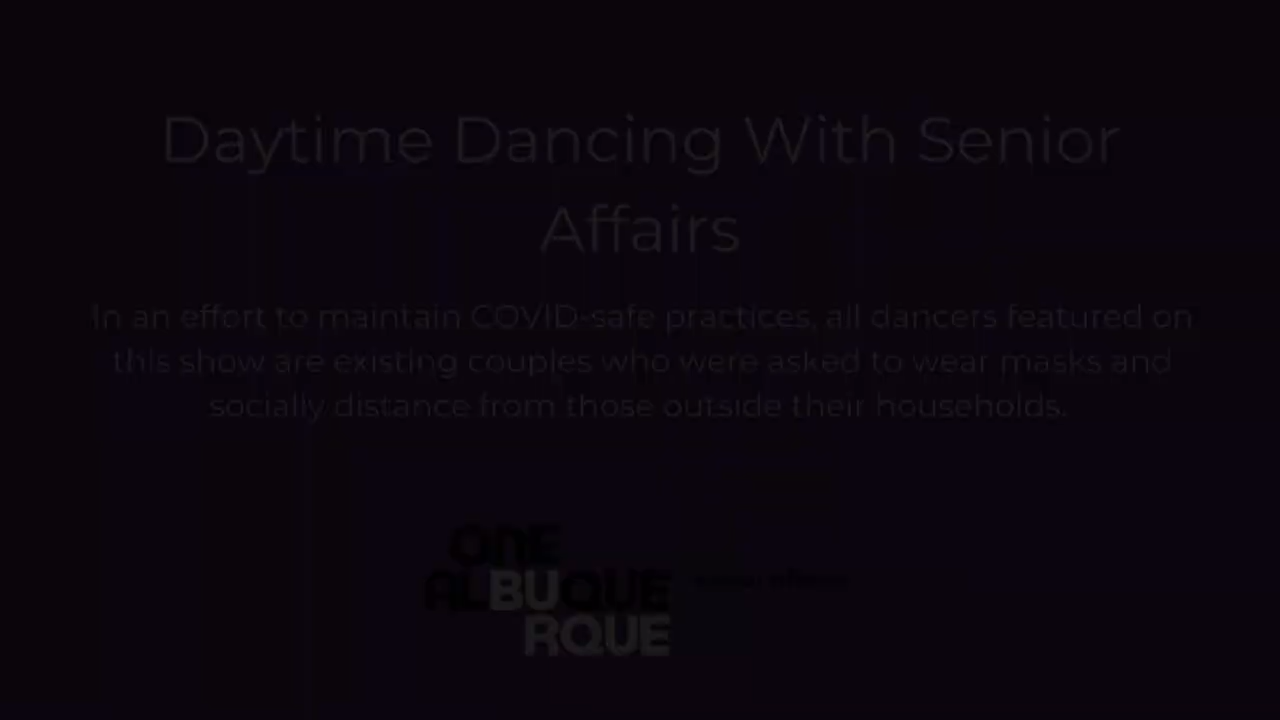 Daytime Dancing With Senior
Affairs
In an effort to maintain COVID-safe practices, all dancers featured on
this show are existing couples who were asked to wear masks and
socially distance from those outside their households.
ONE
ALBUQUE
RQUE